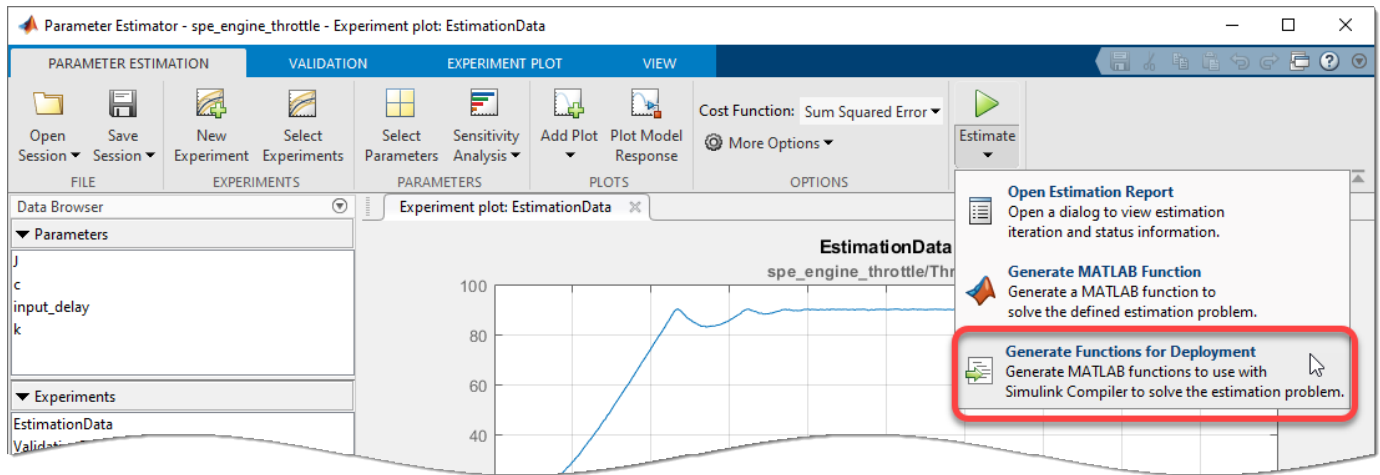 Parameter Estimator - spe_engine_throttle - Experiment plot: EstimationData
PARAMETER ESTIMATION VALIDATION EXPERIMENT PLOT VIEW
Open Session Save Session New Experiment Select Experiments Select Parameters Sensitivity Analysis Add Plot Plot Model Response Cost Function: Sum Squared Error Estimate
More Options
FILE EXPERIMENTS PARAMETERS PLOTS OPTIONS
Open Estimation Report
Open a dialog to view estimation
iteration and status information.
Generate MATLAB Function
Generate a MATLAB function to
solve the defined estimation problem.
Generate Functions for Deployment
Generate MATLAB functions to use with
Simulink Compiler to solve the estimation problem.
Data Browser
Parameters
J
c
input_delay
k
Experiments
EstimationData
Experiment plot: EstimationData
EstimationData
spe_engine_throttle/Thr
100
80
60
40